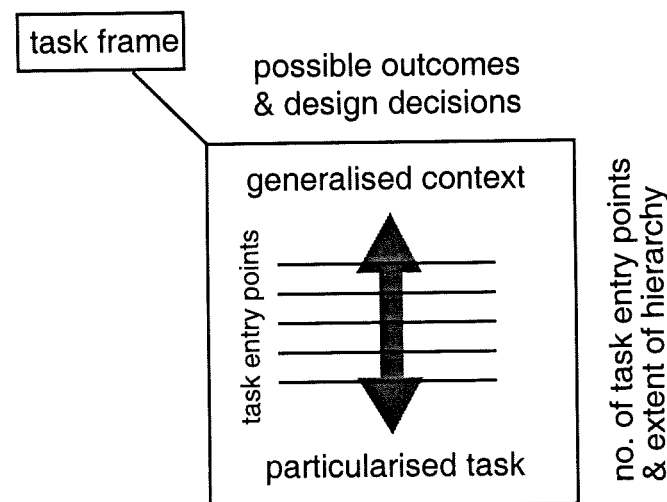 task frame
possible outcomes
& design decisions
generalised context
task entry points
particularised task
no. of task entry points
& extent of hierarchy